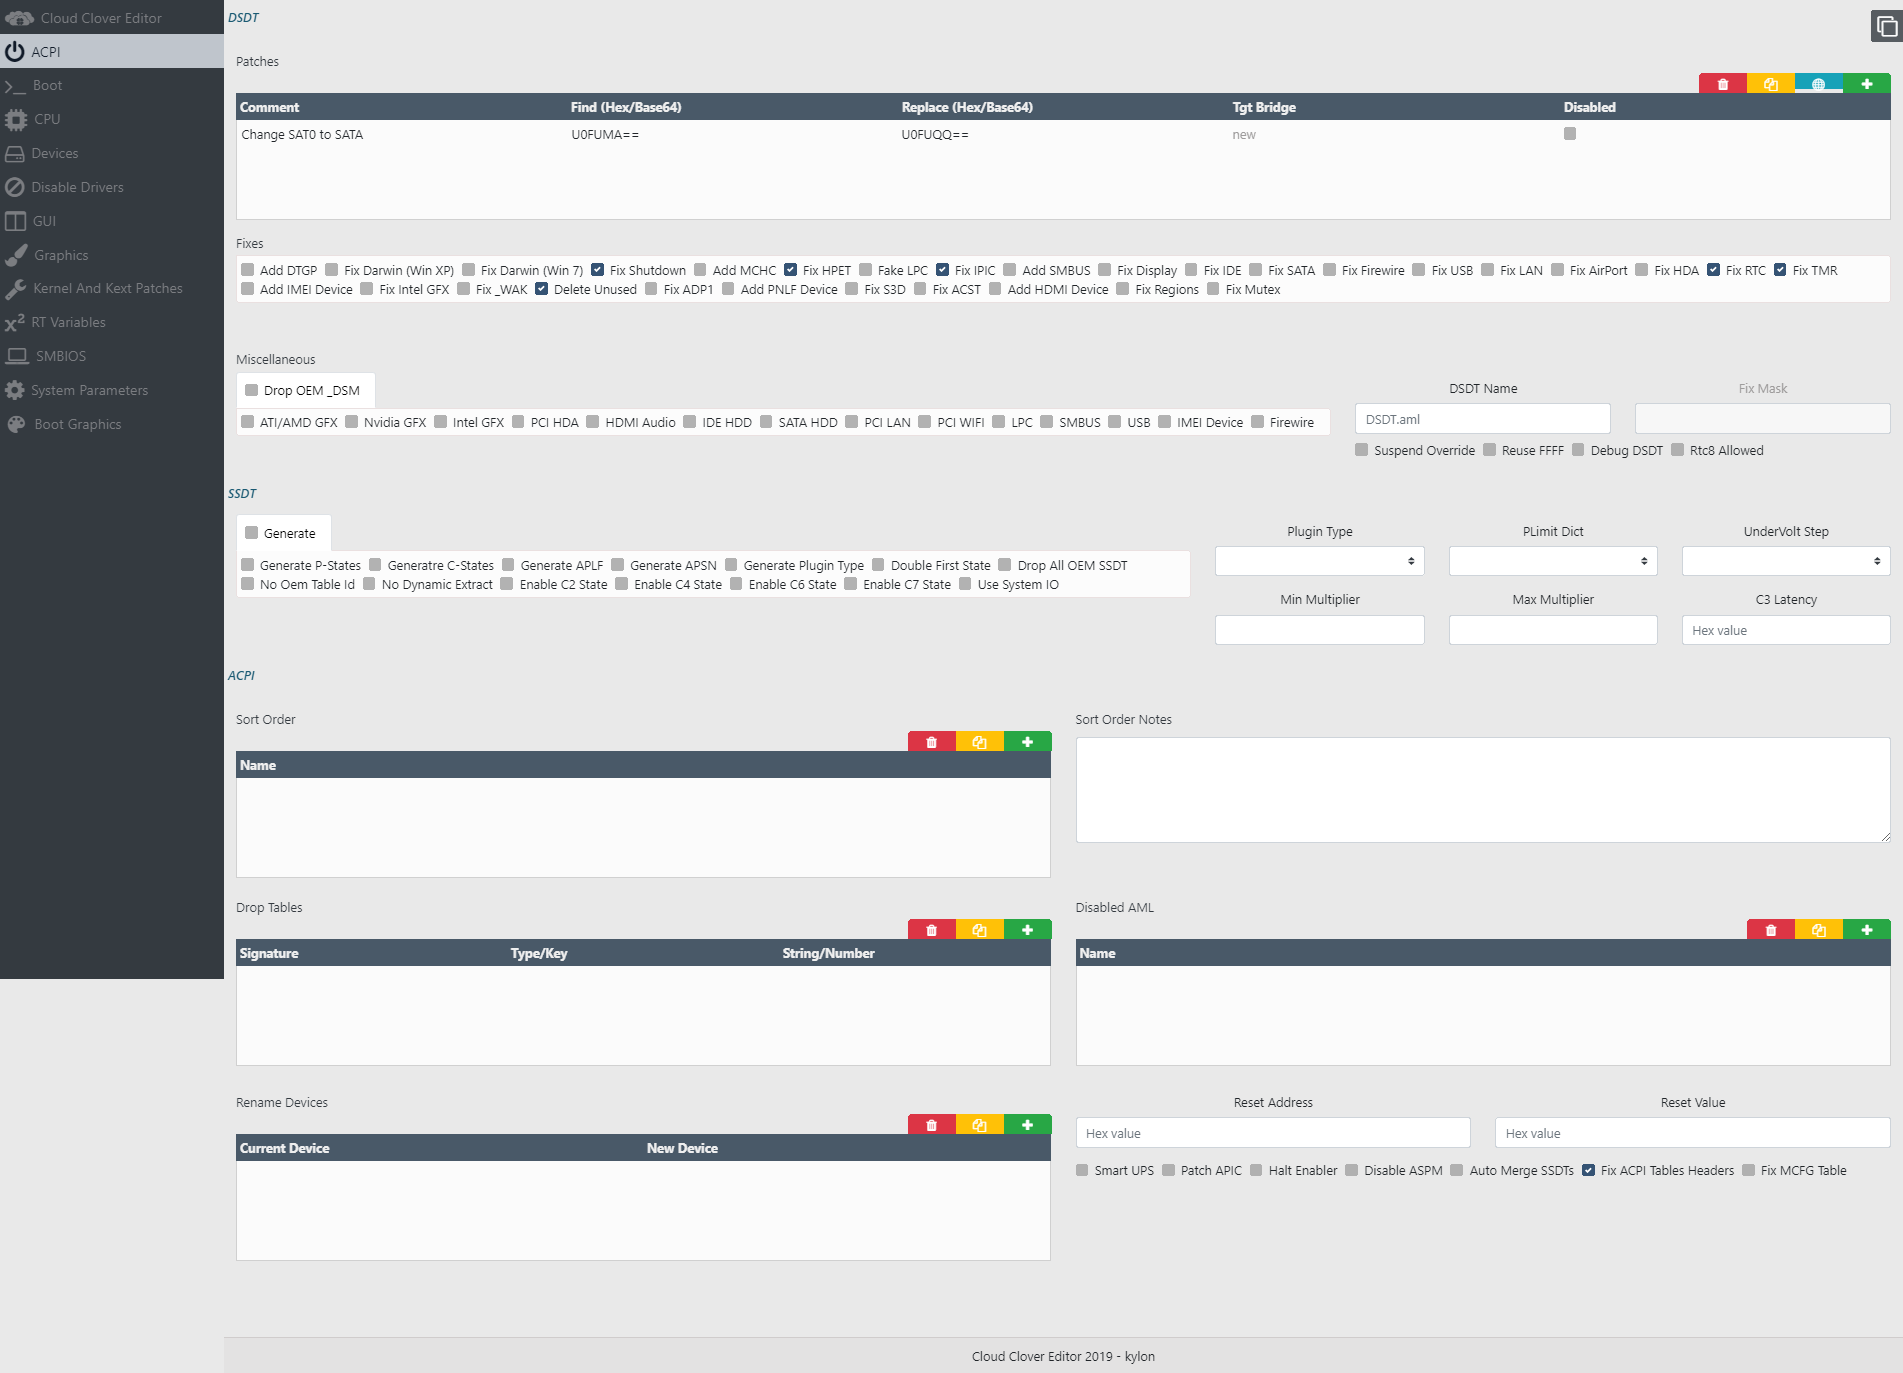 Cloud Clover Editor
ACPI
Boot
CPU
Devices
Disable Drivers
GUI
Graphics
Kernel And Kext Patches
RT Variables
SMBIOS
System Parameters
Boot Graphics
DSDT
Patches
Comment Find (Hex/Base64) Replace (Hex/Base64) Tgt Bridge Disabled
Change SAT0 to SATA U0FUMA== U0FUQQ== new
Fixes
Add DTGP Fix Darwin (Win XP) Fix Darwin (Win 7) Fix Shutdown Add MCHC Fix HPET Fake LPC Fix IPIC Add SMBUS Fix Display Fix IDE Fix SATA Fix Firewire Fix USB Fix LAN Fix AirPort Fix HDA Fix RTC Fix TMR
Add IMEI Device Fix Intel GFX Fix _WAK Delete Unused Fix ADP1 Add PNLF Device Fix S3D Fix ACST Add HDMI Device Fix Regions Fix Mutex
Miscellaneous
Drop OEM _DSM
ATI/AMD GFX Nvidia GFX Intel GFX PCI HDA HDMI Audio IDE HDD SATA HDD PCI LAN PCI WIFI LPC SMBUS USB IMEI Device Firewire
DSDT Name Fix Mask
DSDT.aml
Suspend Override Reuse FFFF Debug DSDT Rtc8 Allowed
SSDT
Generate
Generate P-States Generatre C-States Generate APLF Generate APSN Generate Plugin Type Double First State Drop All OEM SSDT
No Oem Table Id No Dynamic Extract Enable C2 State Enable C4 State Enable C6 State Enable C7 State Use System IO
Plugin Type PLimit Dict UnderVolt Step
Min Multiplier Max Multiplier C3 Latency
Hex value
ACPI
Sort Order
Name
Sort Order Notes
Drop Tables
Signature Type/Key String/Number
Disabled AML
Name
Rename Devices
Current Device New Device
Reset Address Reset Value
Hex value Hex value
Smart UPS Patch APIC Halt Enabler Disable ASPM Auto Merge SSDTs Fix ACPI Tables Headers Fix MCFG Table
Cloud Clover Editor 2019 - kylon